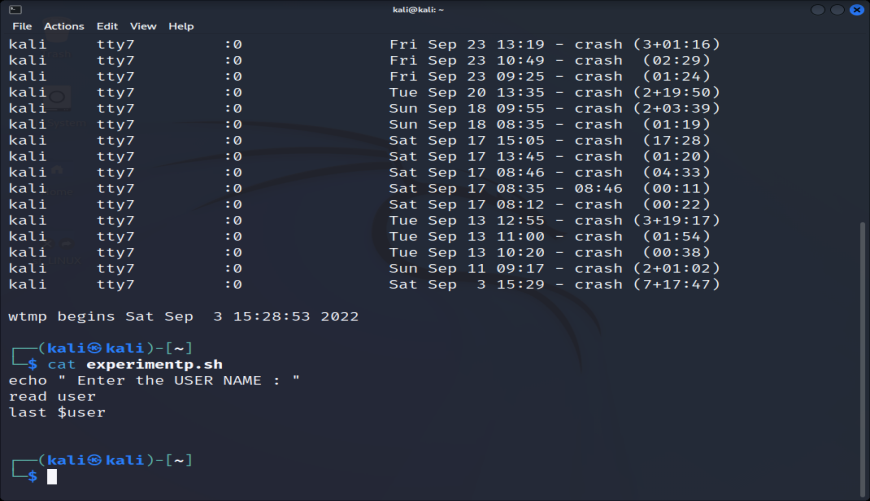 kali@kali: ~
File Actions Edit View Help
kali tty7 :0 Fri Sep 23 13:19 - crash (3+01:16)
kali tty7 :0 Fri Sep 23 10:49 - crash (02:29)
kali tty7 :0 Fri Sep 23 09:25 - crash (01:24)
kali tty7 :0 Tue Sep 20 13:35 - crash (2+19:50)
kali tty7 :0 Sun Sep 18 09:55 - crash (2+03:39)
kali tty7 :0 Sun Sep 18 08:35 - crash (01:19)
kali tty7 :0 Sat Sep 17 15:05 - crash (17:28)
kali tty7 :0 Sat Sep 17 13:45 - crash (01:20)
kali tty7 :0 Sat Sep 17 08:46 - crash (04:33)
kali tty7 :0 Sat Sep 17 08:35 - 08:46 (00:11)
kali tty7 :0 Sat Sep 17 08:12 - crash (00:22)
kali tty7 :0 Tue Sep 13 12:55 - crash (3+19:17)
kali tty7 :0 Tue Sep 13 11:00 - crash (01:54)
kali tty7 :0 Tue Sep 13 10:20 - crash (00:38)
kali tty7 :0 Sun Sep 11 09:17 - crash (2+01:02)
kali tty7 :0 Sat Sep 3 15:29 - crash (7+17:47)
wtmp begins Sat Sep 3 15:28:53 2022
┌──(kali㉿kali)-[~]
└─$ cat experimentp.sh
echo " Enter the USER NAME : "
read user
last $user
┌──(kali㉿kali)-[~]
└─$